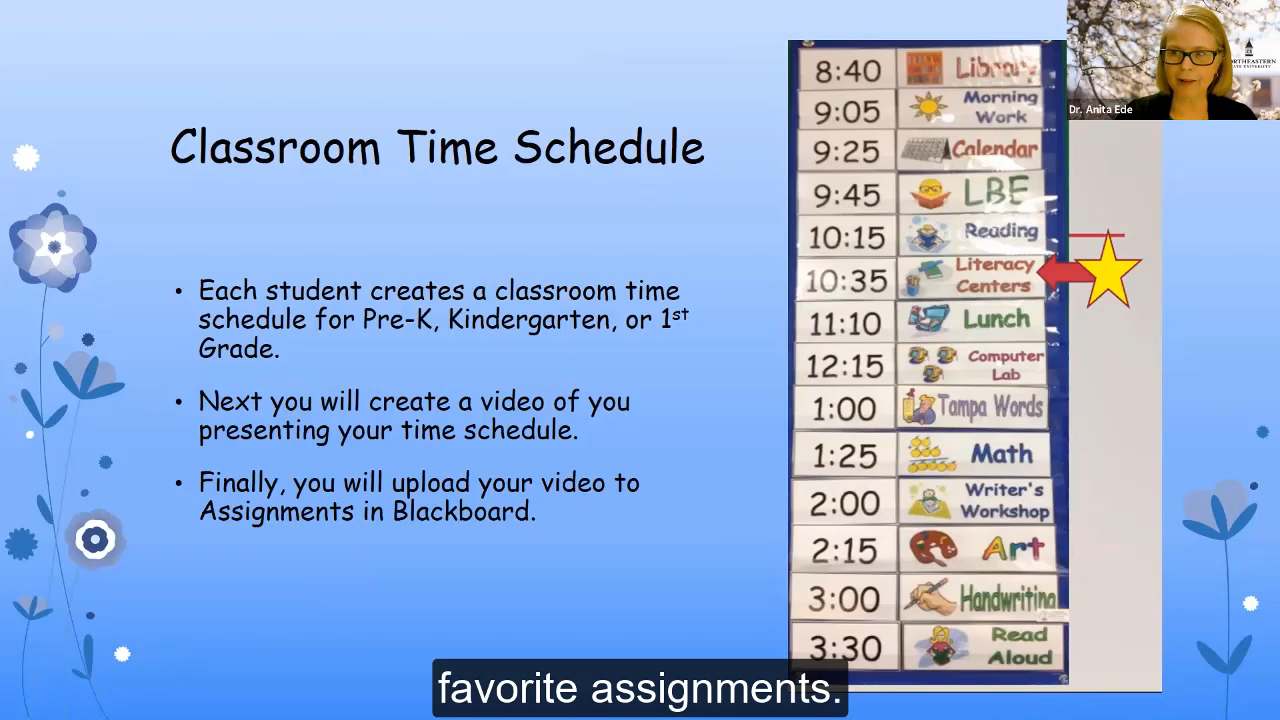 Classroom Time Schedule
• Each student creates a classroom time
schedule for Pre-K, Kindergarten, or 1st
Grade.
• Next you will create a video of you
presenting your time schedule.
• Finally, you will upload your video to
Assignments in Blackboard.
8:40 Library
9:05 Morning
Work
9:25 Calendar
9:45 LBE
10:15 Reading
10:35 Literacy
Centers
11:10 Lunch
12:15 Computer
Lab
1:00 Tampa Words
1:25 Math
2:00 Writer's
Workshop
2:15 Art
3:00 Handwriting
3:30 Read
Aloud
Dr. Anita Ede
favorite assignments.